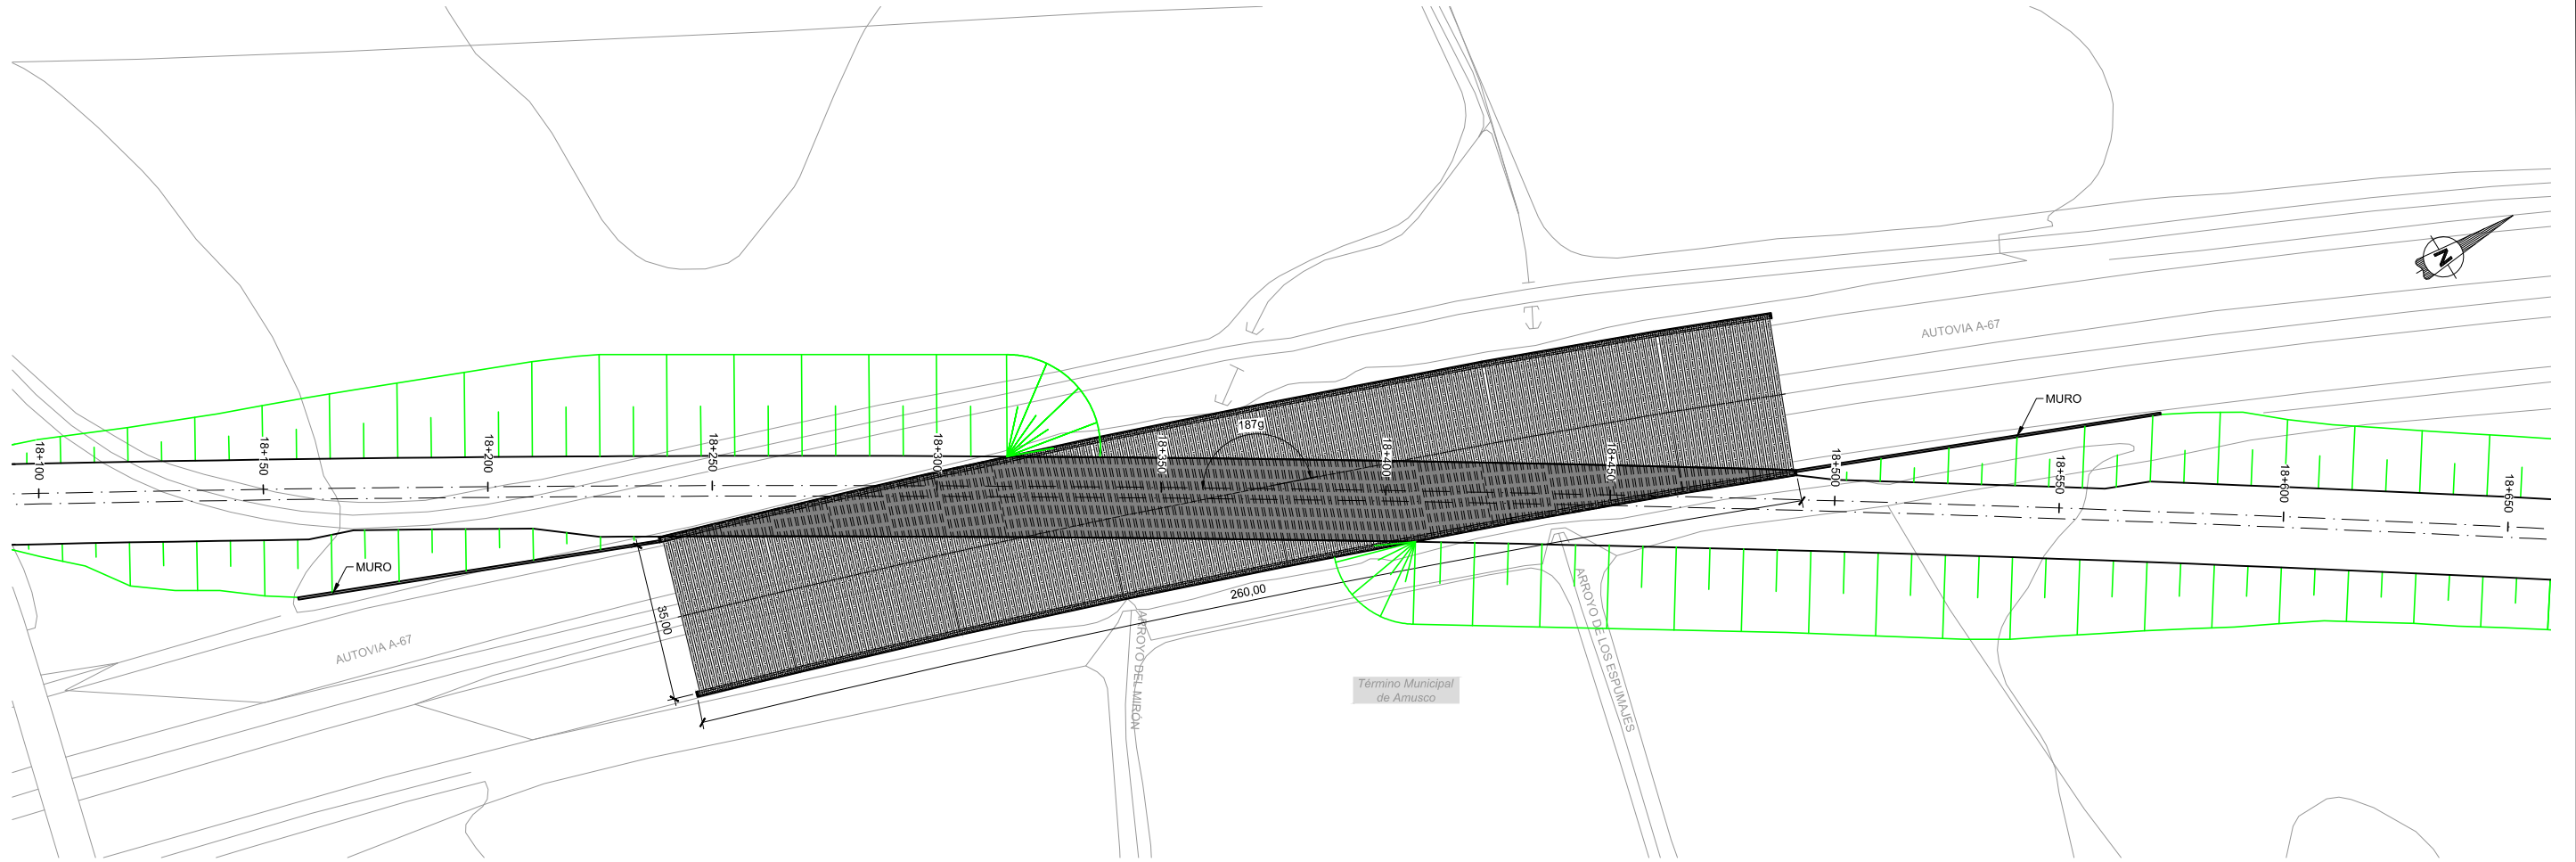 N
AUTOVIA A-67
MURO
187g
18+100
18+150
18+200
18+250
18+300
18+350
18+400
18+450
18+500
18+550
18+600
18+650
MURO
260,00
35,00
AUTOVIA A-67
ARROYO DEL MIRÓN
ARROYO DE LOS ESPUMAJES
Término Municipal
de Amusco